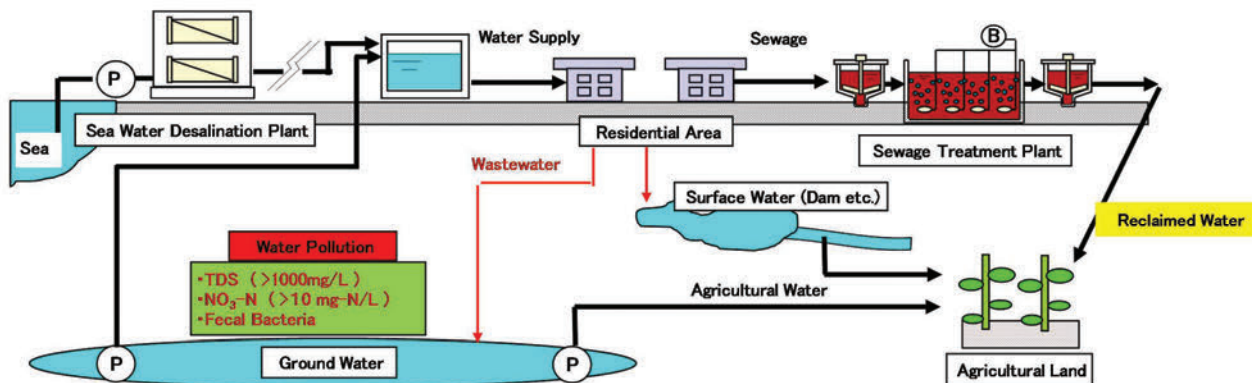 Water Supply
Sewage
B
P
Sea Water Desalination Plant
Sea
Residential Area
Sewage Treatment Plant
Wastewater
Surface Water (Dam etc.)
Reclaimed Water
Water Pollution
・TDS (>1000mg/L)
・NO₃-N (>10 mg-N/L)
・Fecal Bacteria
Agricultural Water
P
Ground Water
P
Agricultural Land